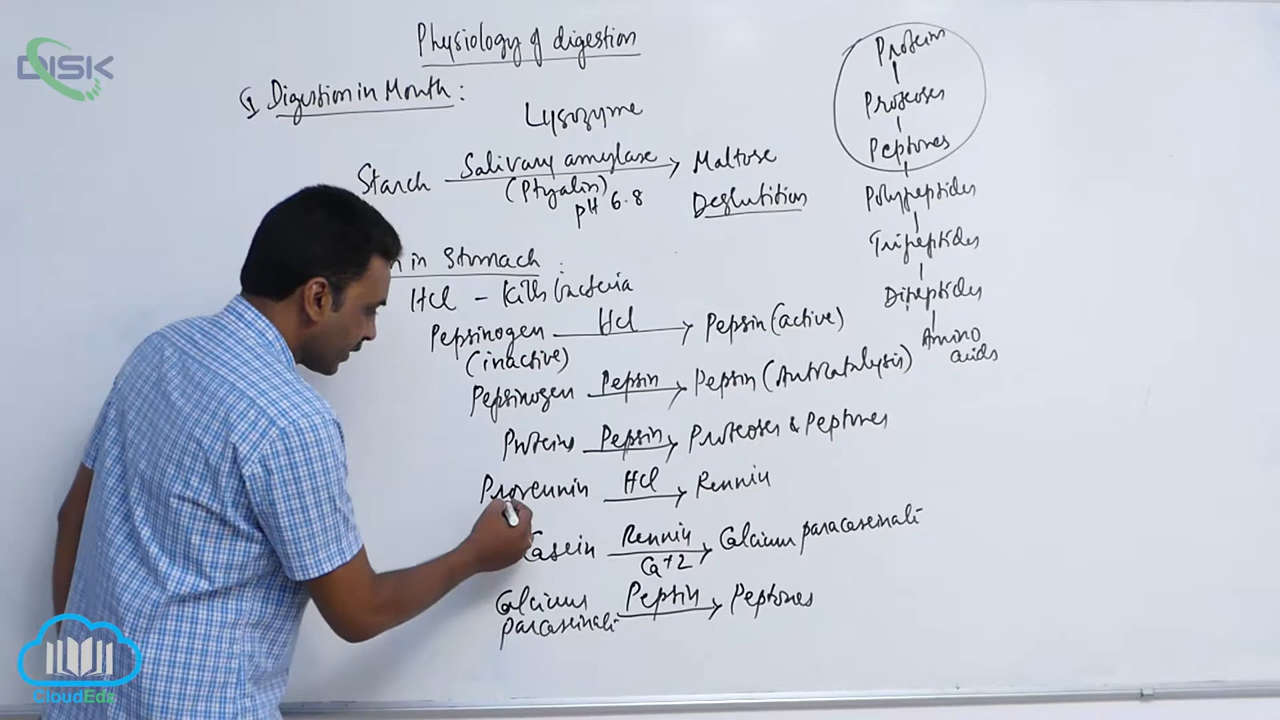 DISK
Physiology of digestion
I Digestion in Mouth :
Lysozyme
Starch Salivary amylase Maltose
(Ptyalin)
pH 6.8
Deglutition
in Stomach :
HCl - Kills bacteria
Pepsinogen HCl Pepsin (active)
(inactive)
Pepsinogen Pepsin Pepsin (Autocatalysis)
Proteins Pepsin Proteoses & Peptones
Prorennin HCl Rennin
Casein Rennin Calcium paracaseinate
Ca+2
Calcium Pepsin Peptones
paracaseinate
Proteins
Proteoses
Peptones
Polypeptides
Tripeptides
Dipeptides
Amino
acids
CloudEds